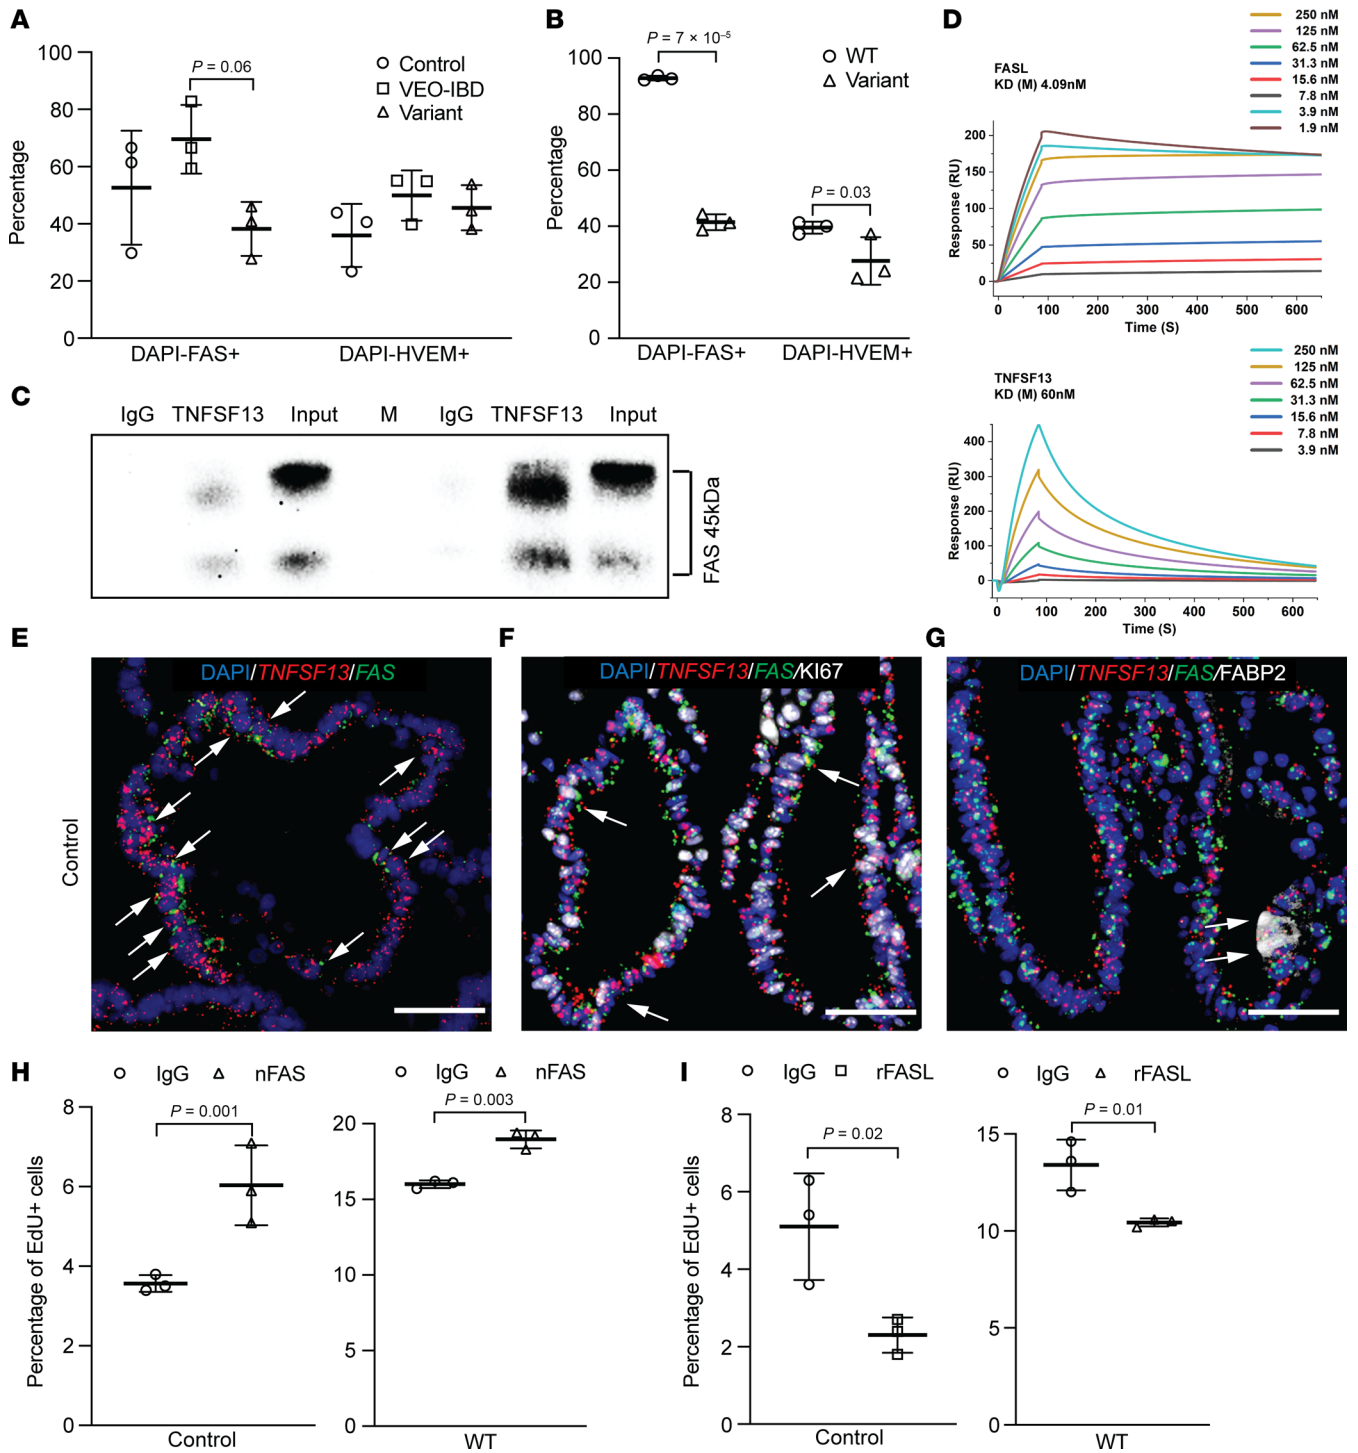 A
P = 0.06
Control
VEO-IBD
Variant
Percentage
100
80
60
40
20
0
DAPI-FAS+
DAPI-HVEM+
B
P = 7 × 10–5
WT
Variant
P = 0.03
Percentage
100
80
60
40
20
0
DAPI-FAS+
DAPI-HVEM+
C
IgG TNFSF13 Input M IgG TNFSF13 Input
FAS 45kDa
D
250 nM
125 nM
62.5 nM
31.3 nM
15.6 nM
7.8 nM
3.9 nM
1.9 nM
FASL
KD (M) 4.09nM
Response (RU)
200
150
100
50
0
0 100 200 300 400 500 600
Time (S)
250 nM
125 nM
62.5 nM
31.3 nM
15.6 nM
7.8 nM
3.9 nM
TNFSF13
KD (M) 60nM
Response (RU)
400
300
200
100
0
0 100 200 300 400 500 600
Time (S)
E
Control
DAPI/TNFSF13/FAS
F
DAPI/TNFSF13/FAS/KI67
G
DAPI/TNFSF13/FAS/FABP2
H
IgG nFAS
P = 0.001
Percentage of EdU+ cells
8
6
4
2
0
Control
IgG nFAS
P = 0.003
20
15
10
5
0
WT
I
IgG rFASL
P = 0.02
Percentage of EdU+ cells
8
6
4
2
0
Control
IgG rFASL
P = 0.01
15
10
5
0
WT